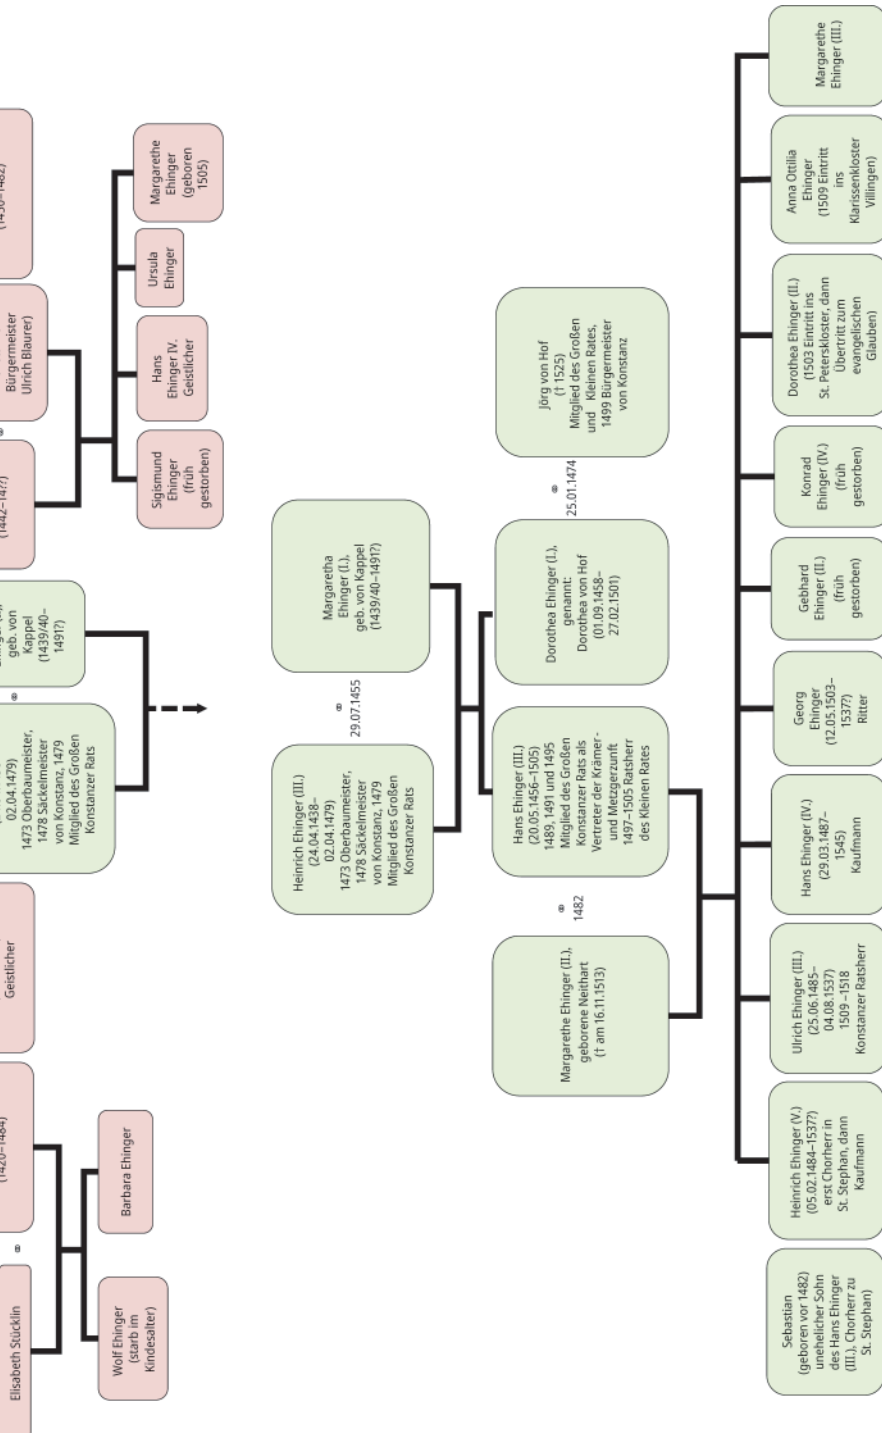 Elisabeth Stücklin
(1420–1484)
Geistlicher
02.04.1479)
1473 Oberbaumeister,
1478 Säckelmeister
von Konstanz, 1479
Mitglied des Großen
Konstanzer Rats
geb. von
Kappel
(1439/40–
1491?)
(1442–14??)
Bürgermeister
Ulrich Blaurer
Wolf Ehinger
(starb im
Kindesalter)
Barbara Ehinger
Sigismund
Ehinger
(früh
gestorben)
Hans
Ehinger IV.
Geistlicher
Ursula
Ehinger
Margarethe
Ehinger
(geboren
1505)
Heinrich Ehinger (III.)
(24.04.1438–
02.04.1479)
1473 Oberbaumeister,
1478 Säckelmeister
von Konstanz, 1479
Mitglied des Großen
Konstanzer Rats
⚭
29.07.1455
Margaretha
Ehinger (I.),
geb. von Kappel
(1439/40–1491?)
Margarethe Ehinger (II.),
geborene Neithart
(† am 16.11.1513)
⚭
1482
Hans Ehinger (III.)
(20.05.1456–1505)
1489, 1491 und 1495
Mitglied des Großen
Konstanzer Rats als
Vertreter der Krämer-
und Metzgerzunft
1497–1505 Ratsherr
des Kleinen Rates
Dorothea Ehinger (I.),
genannt:
Dorothea von Hof
(01.09.1458–
27.02.1501)
⚭
25.01.1474
Jörg von Hof
(† 1525)
Mitglied des Großen
und Kleinen Rates,
1499 Bürgermeister
von Konstanz
Sebastian
(geboren vor 1482)
unehelicher Sohn
des Hans Ehinger
(III.), Chorherr zu
St. Stephan)
Heinrich Ehinger (V.)
(05.02.1484–1537?)
erst Chorherr in
St. Stephan, dann
Kaufmann
Ulrich Ehinger (III.)
(25.06.1485–
04.08.1537)
1509 –1518
Konstanzer Ratsherr
Hans Ehinger (IV.)
(29.03.1487–
1545)
Kaufmann
Georg
Ehinger
(12.05.1503–
1537?)
Ritter
Gebhard
Ehinger (II.)
(früh
gestorben)
Konrad
Ehinger (IV.)
(früh
gestorben)
Dorothea Ehinger (II.)
(1503 Eintritt ins
St. Peterskloster, dann
Übertritt zum
evangelischen
Glauben)
Anna Ottilia
Ehinger
(1509 Eintritt
ins
Klarissenkloster
Villingen)
Margarethe
Ehinger (III.)